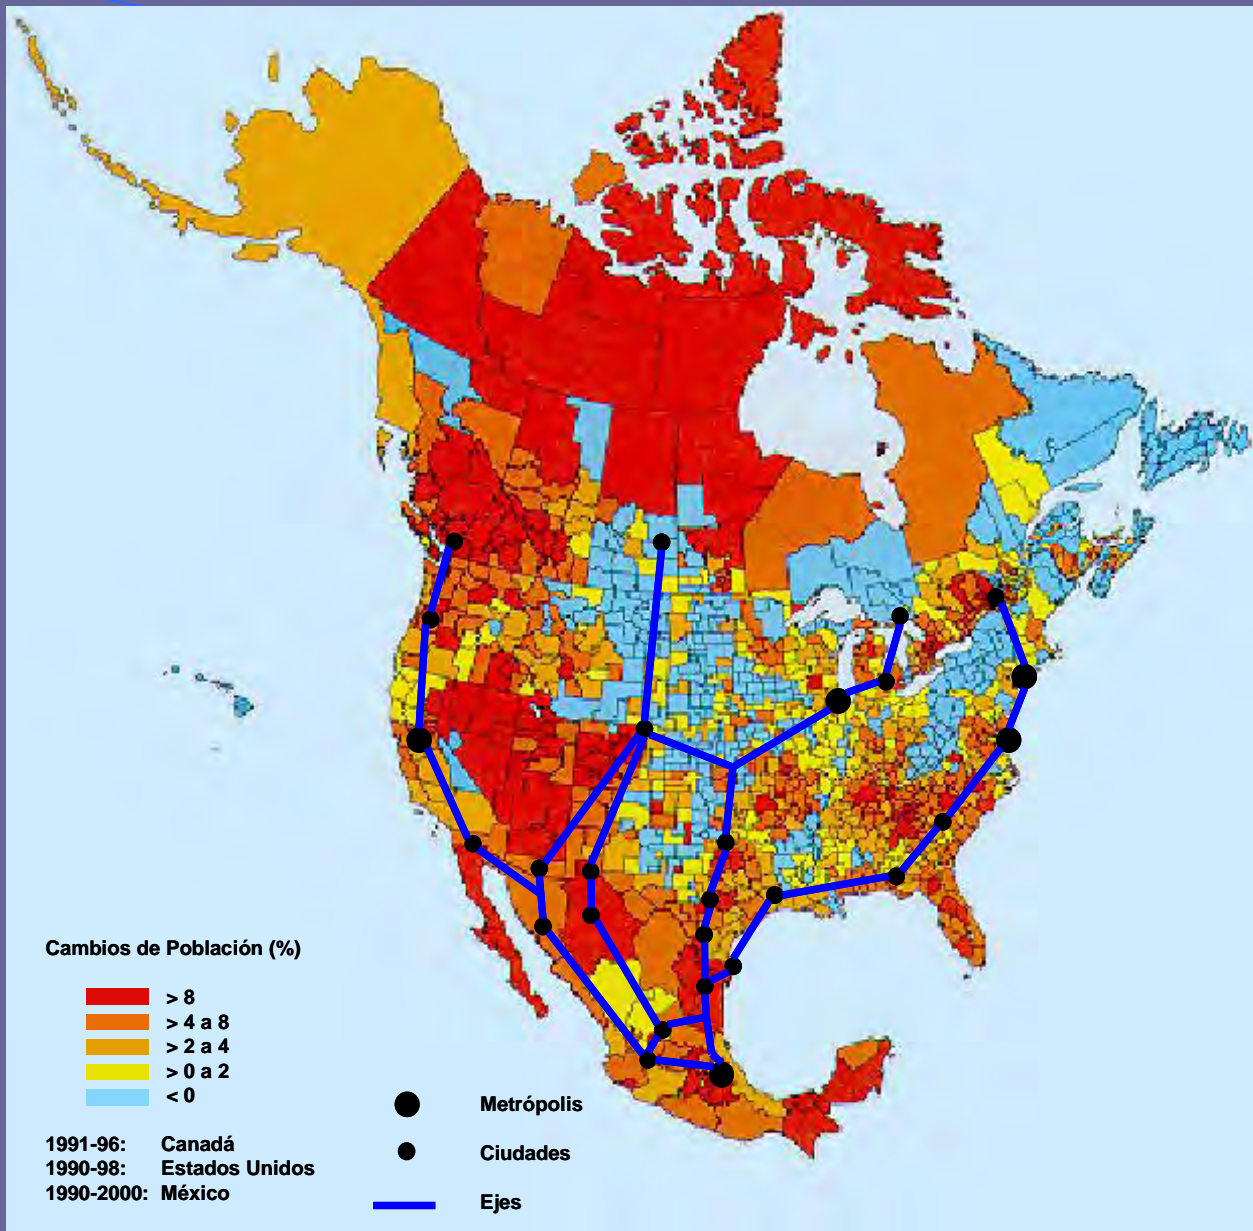 Cambios de Población (%)
> 8
> 4 a 8
> 2 a 4
> 0 a 2
< 0
1991-96: Canadá
1990-98: Estados Unidos
1990-2000: México
Metrópolis
Ciudades
Ejes